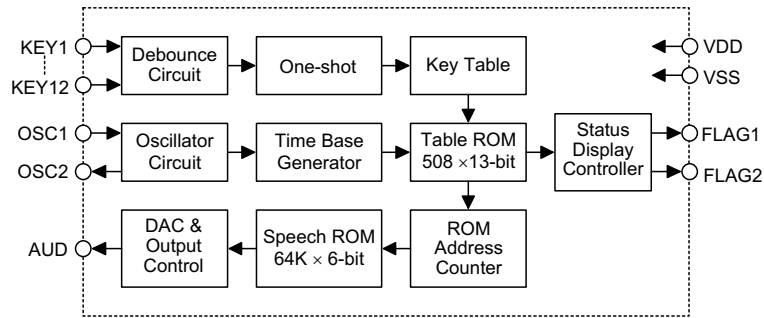 KEY1
KEY12
Debounce
Circuit
One-shot
Key Table
VDD
VSS
OSC1
OSC2
Oscillator
Circuit
Time Base
Generator
Table ROM
508 ×13-bit
Status
Display
Controller
FLAG1
FLAG2
AUD
DAC &
Output
Control
Speech ROM
64K × 6-bit
ROM
Address
Counter